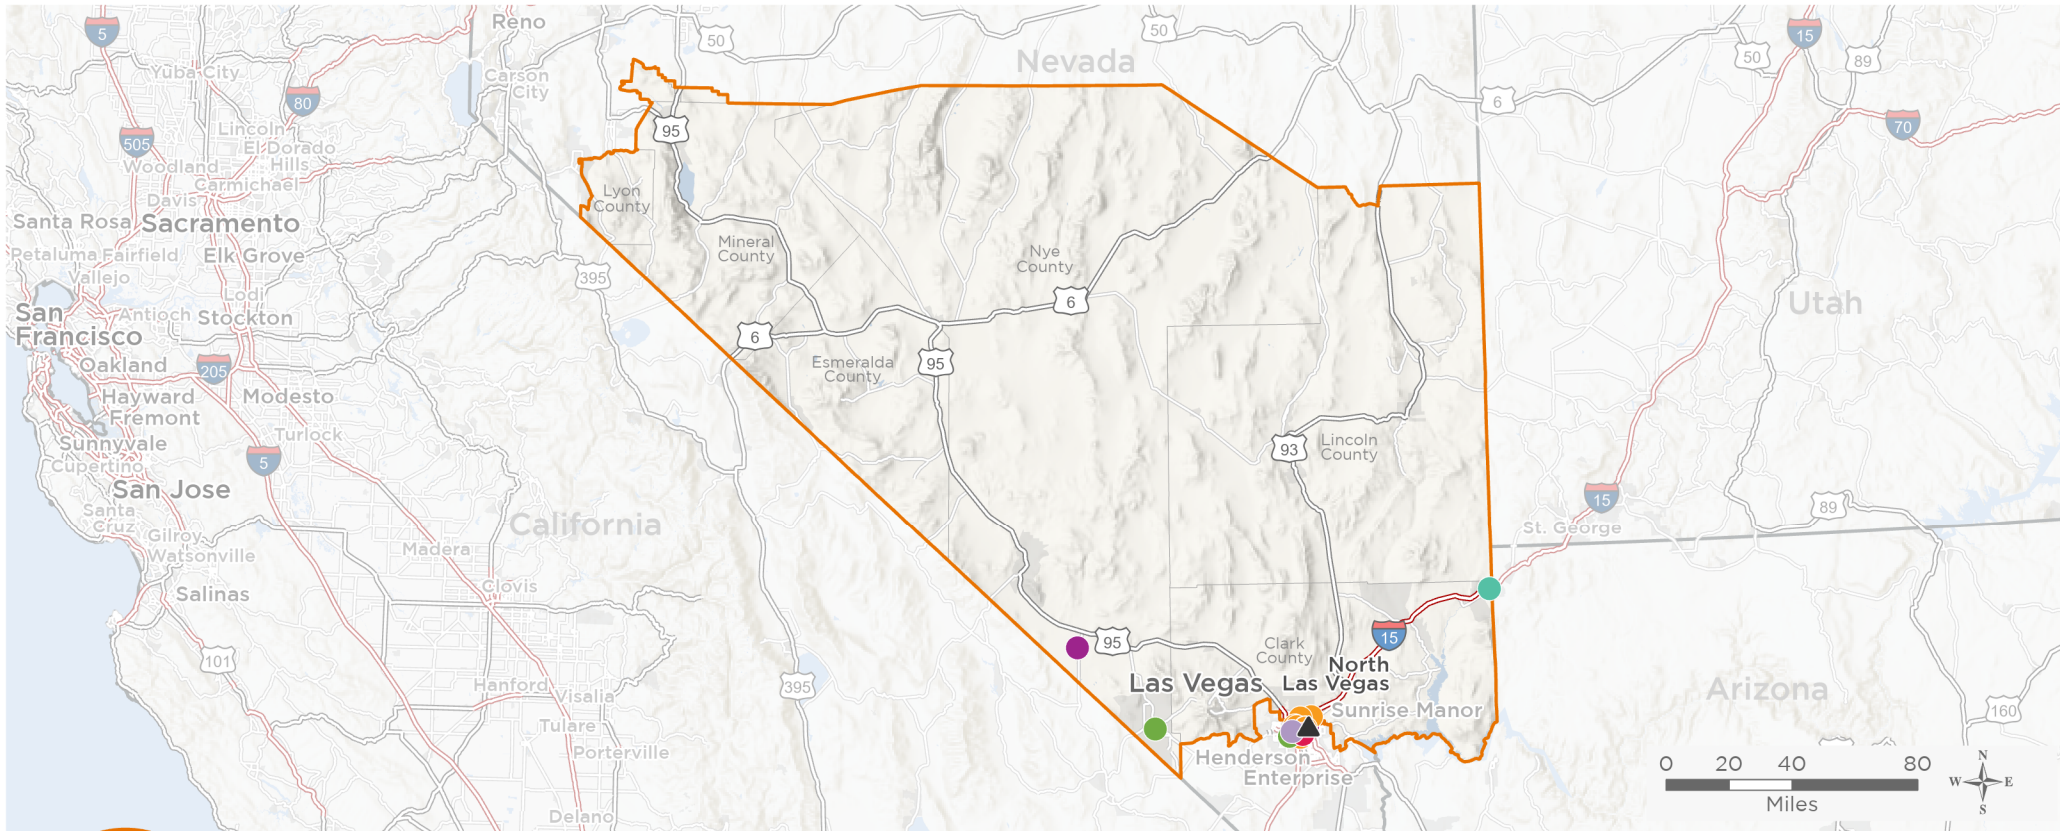 Reno
5
50
50
15
50
89
Nevada
Yuba City
Carson
City
80
6
Lincoln
El Dorado
Hills
505
95
70
Woodland
Carmichael
Davis
Lyon
County
Santa Rosa
Sacramento
Petaluma
Fairfield
Elk Grove
Mineral
County
Nye
County
Vallejo
395
Lodi
Antioch
Stockton
6
Utah
San
Francisco
6
Oakland
205
Esmeralda
County
95
Hayward
Modesto
Fremont
Sunnyvale
Turlock
Cupertino
5
93
Lincoln
County
San Jose
15
Santa
Cruz
California
89
St. George
Gilroy
Watsonville
Madera
Clovis
Salinas
95
15
Clark
County
101
North
Las Vegas
Las Vegas
Hanford
Visalia
395
Arizona
Sunrise Manor
160
Tulare
Porterville
Henderson
Enterprise
0 20 40 80
Miles
N
W E
S
Delano